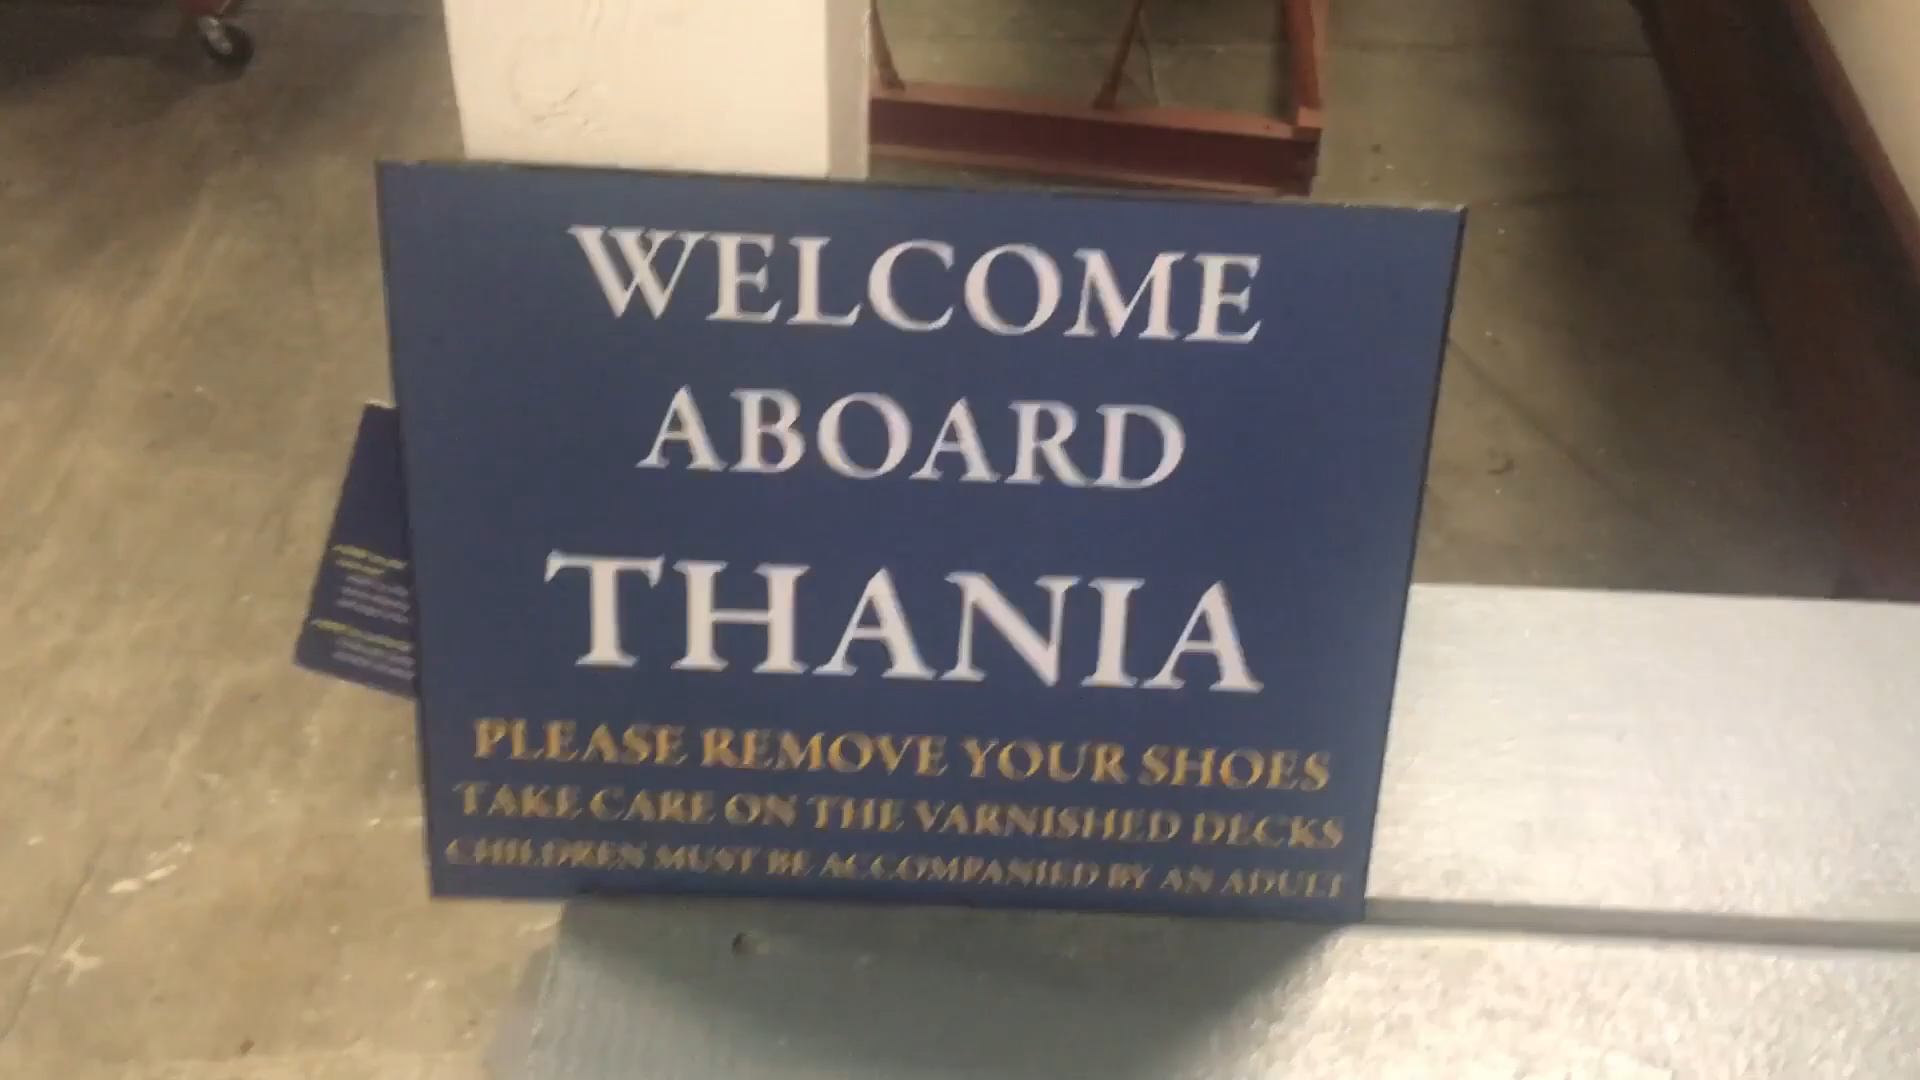 WELCOME
ABOARD
THANIA
PLEASE REMOVE YOUR SHOES
TAKE CARE ON THE VARNISHED DECKS
CHILDREN MUST BE ACCOMPANIED BY AN ADULT